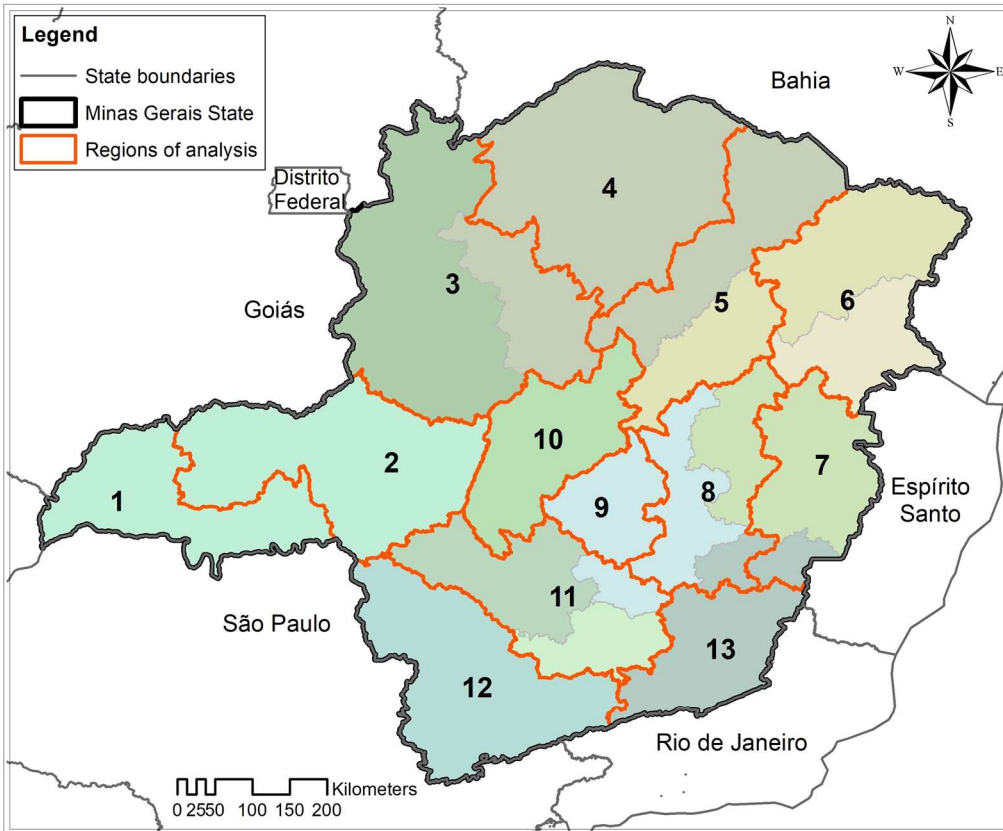 Legend
State boundaries
Minas Gerais State
Regions of analysis
N
W E
S
Bahia
Distrito
Federal
Goiás
4
3
5
6
10
2
7
1
9
8
Espírito
Santo
São Paulo
11
13
12
Rio de Janeiro
Kilometers
0 25 50 100 150 200